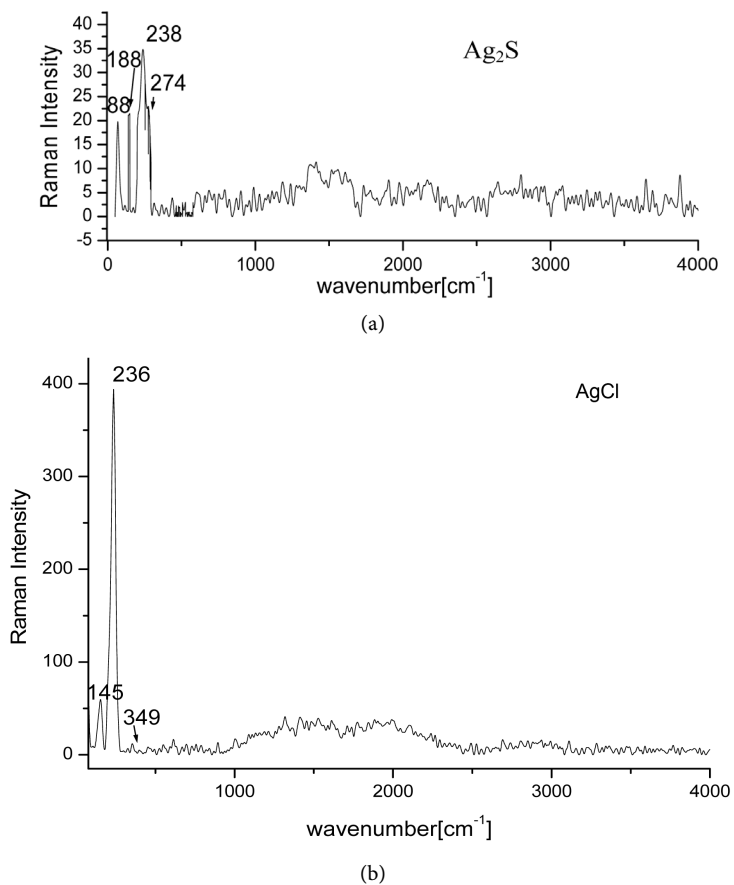 Ag₂S
Raman Intensity
40
35
30
25
20
15
10
5
0
-5
238
188
274
88
0 1000 2000 3000 4000
wavenumber[cm⁻¹]
(a)
AgCl
Raman Intensity
400
300
200
100
0
236
145
349
1000 2000 3000 4000
wavenumber[cm⁻¹]
(b)